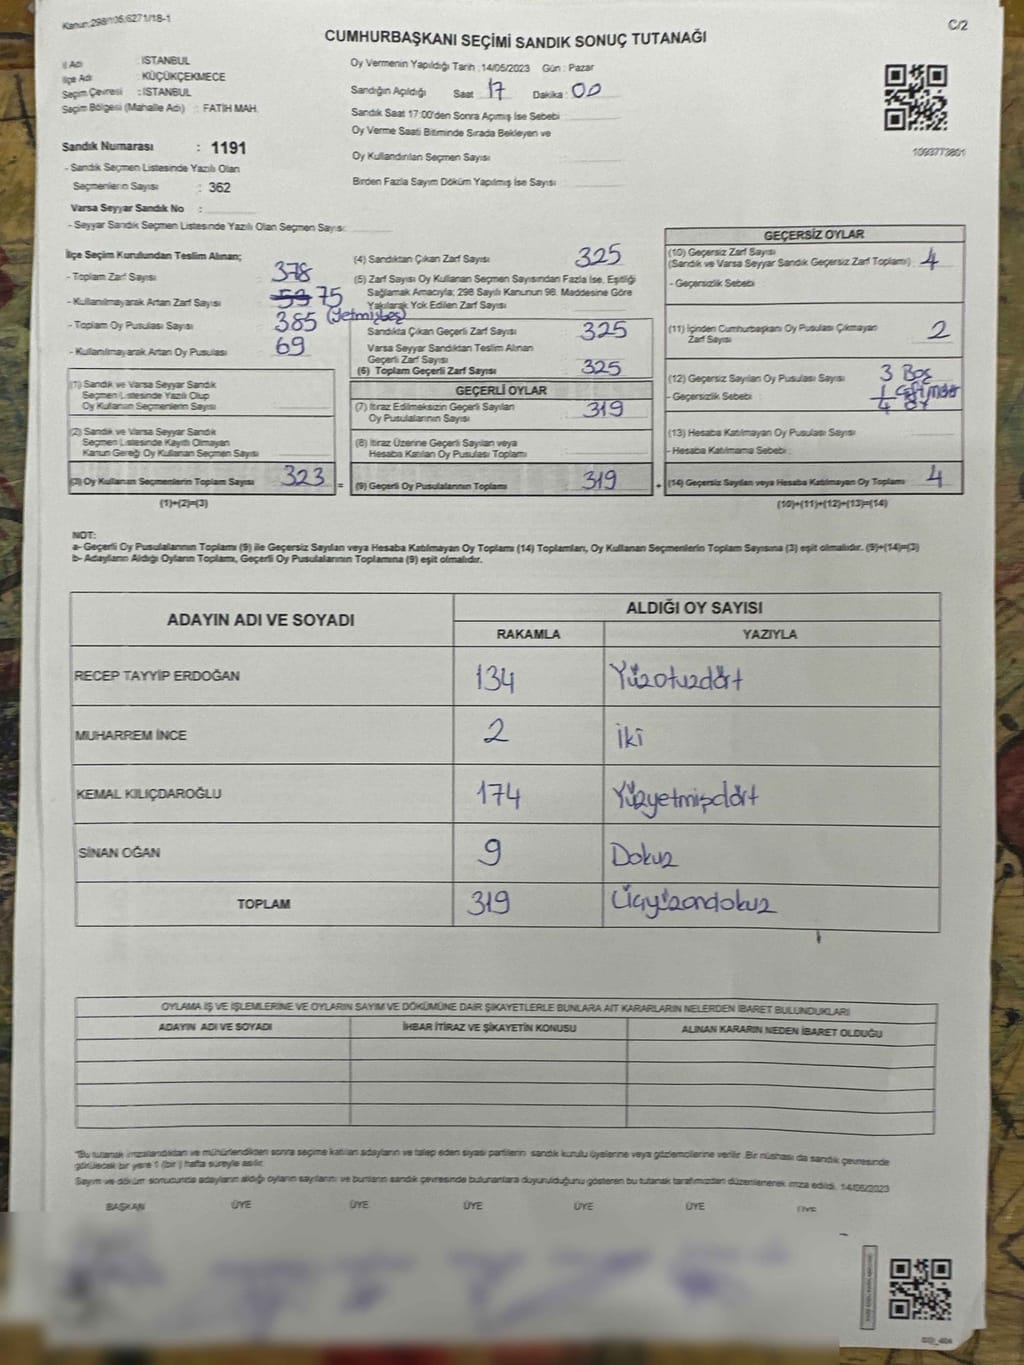 Kanun:298/105;6271/18-1
C/2
CUMHURBAŞKANI SEÇİMİ SANDIK SONUÇ TUTANAĞI
İl Adı : İSTANBUL
İlçe Adı : KÜÇÜKÇEKMECE
Seçim Çevresi : İSTANBUL
Seçim Bölgesi (Mahalle Adı) : FATİH MAH.
Sandık Numarası : 1191
- Sandık Seçmen Listesinde Yazılı Olan
Seçmenlerin Sayısı : 362
Varsa Seyyar Sandık No :
- Seyyar Sandık Seçmen Listesinde Yazılı Olan Seçmen Sayısı:
Oy Vermenin Yapıldığı Tarih : 14/05/2023 Gün : Pazar
Sandığın Açıldığı Saat : 17 Dakika : 00
Sandık Saat 17:00'den Sonra Açılmış İse Sebebi :
Oy Verme Saati Bitiminde Sırada Bekleyen ve
Oy Kullandırılan Seçmen Sayısı :
Birden Fazla Sayım Döküm Yapılmış İse Sayısı :
1093773801
İlçe Seçim Kurulundan Teslim Alınan;
- Toplam Zarf Sayısı : 378
- Kullanılmayarak Artan Zarf Sayısı : 53 75
(yetmişbeş)
- Toplam Oy Pusulası Sayısı : 385
- Kullanılmayarak Artan Oy Pusulası : 69
(1) Sandık ve Varsa Seyyar Sandık
Seçmen Listesinde Yazılı Olup
Oy Kullanan Seçmenlerin Sayısı :
(2) Sandık ve Varsa Seyyar Sandık
Seçmen Listesinde Kayıtlı Olmayan
Kanun Gereği Oy Kullanan Seçmen Sayısı :
(3) Oy Kullanan Seçmenlerin Toplam Sayısı : 323
(1)+(2)=(3)
(4) Sandıktan Çıkan Zarf Sayısı : 325
(5) Zarf Sayısı Oy Kullanan Seçmen Sayısından Fazla İse, Eşitliği
Sağlamak Amacıyla; 298 Sayılı Kanunun 98. Maddesine Göre
Yakılarak Yok Edilen Zarf Sayısı :
Sandıkta Çıkan Geçerli Zarf Sayısı : 325
Varsa Seyyar Sandıktan Teslim Alınan
Geçerli Zarf Sayısı :
(6) Toplam Geçerli Zarf Sayısı : 325
GEÇERLİ OYLAR
(7) İtiraz Edilmeksizin Geçerli Sayılan
Oy Pusulalarının Sayısı : 319
(8) İtiraz Üzerine Geçerli Sayılan veya
Hesaba Katılan Oy Pusulası Toplamı :
= (9) Geçerli Oy Pusulalarının Toplamı : 319
GEÇERSİZ OYLAR
(10) Geçersiz Zarf Sayısı
(Sandık ve Varsa Seyyar Sandık Geçersiz Zarf Toplamı) : 4
- Geçersizlik Sebebi :
(11) İçinden Cumhurbaşkanı Oy Pusulası Çıkmayan
Zarf Sayısı : 2
(12) Geçersiz Sayılan Oy Pusulası Sayısı : 3 Boş
- Geçersizlik Sebebi : 1
4 oy
(13) Hesaba Katılmayan Oy Pusulası Sayısı :
- Hesaba Katılmama Sebebi :
+ (14) Geçersiz Sayılan veya Hesaba Katılmayan Oy Toplamı : 4
(10)+(11)+(12)+(13)=(14)
NOT:
a- Geçerli Oy Pusulalarının Toplamı (9) ile Geçersiz Sayılan veya Hesaba Katılmayan Oy Toplamı (14) Toplamları, Oy Kullanan Seçmenlerin Toplam Sayısına (3) eşit olmalıdır. (9)+(14)=(3)
b- Adayların Aldığı Oyların Toplamı, Geçerli Oy Pusulalarının Toplamına (9) eşit olmalıdır.
ADAYIN ADI VE SOYADI
ALDIĞI OY SAYISI
RAKAMLA YAZIYLA
RECEP TAYYİP ERDOĞAN 134 Yüzotuzdört
MUHARREM İNCE 2 İki
KEMAL KILIÇDAROĞLU 174 Yüzyetmişdört
SİNAN OĞAN 9 Dokuz
TOPLAM 319 Üçyüzondokuz
OYLAMA İŞ VE İŞLEMLERİNE VE OYLARIN SAYIM VE DÖKÜMÜNE DAİR ŞİKAYETLERLE BUNLARA AİT KARARLARIN NELERDEN İBARET BULUNDUKLARI
ADAYIN ADI VE SOYADI İHBAR İTİRAZ VE ŞİKAYETİN KONUSU ALINAN KARARIN NEDEN İBARET OLDUĞU
"Bu tutanak imzalandıktan ve mühürlendikten sonra seçime katılan adayların ve talep eden siyasi partilerin sandık kurulu üyelerine veya gözlemcilerine verilir. Bir nüshası da sandık çevresinde
görülecek bir yere 1 (bir) hafta süreyle asılır.
Sayım ve döküm sonucunda adayların aldığı oyların sayılarını ve bunların sandık çevresinde bulunanlara duyurulduğunu gösteren bu tutanak tarafımızdan düzenlenerek imza edildi. 14/05/2023
BAŞKAN ÜYE ÜYE ÜYE ÜYE ÜYE ÜYE